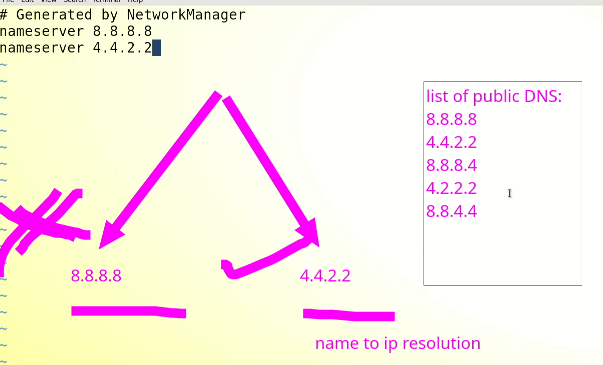 # Generated by NetworkManager
nameserver 8.8.8.8
nameserver 4.4.2.2
list of public DNS:
8.8.8.8
4.4.2.2
8.8.8.4
4.2.2.2
8.8.4.4
8.8.8.8
4.4.2.2
name to ip resolution